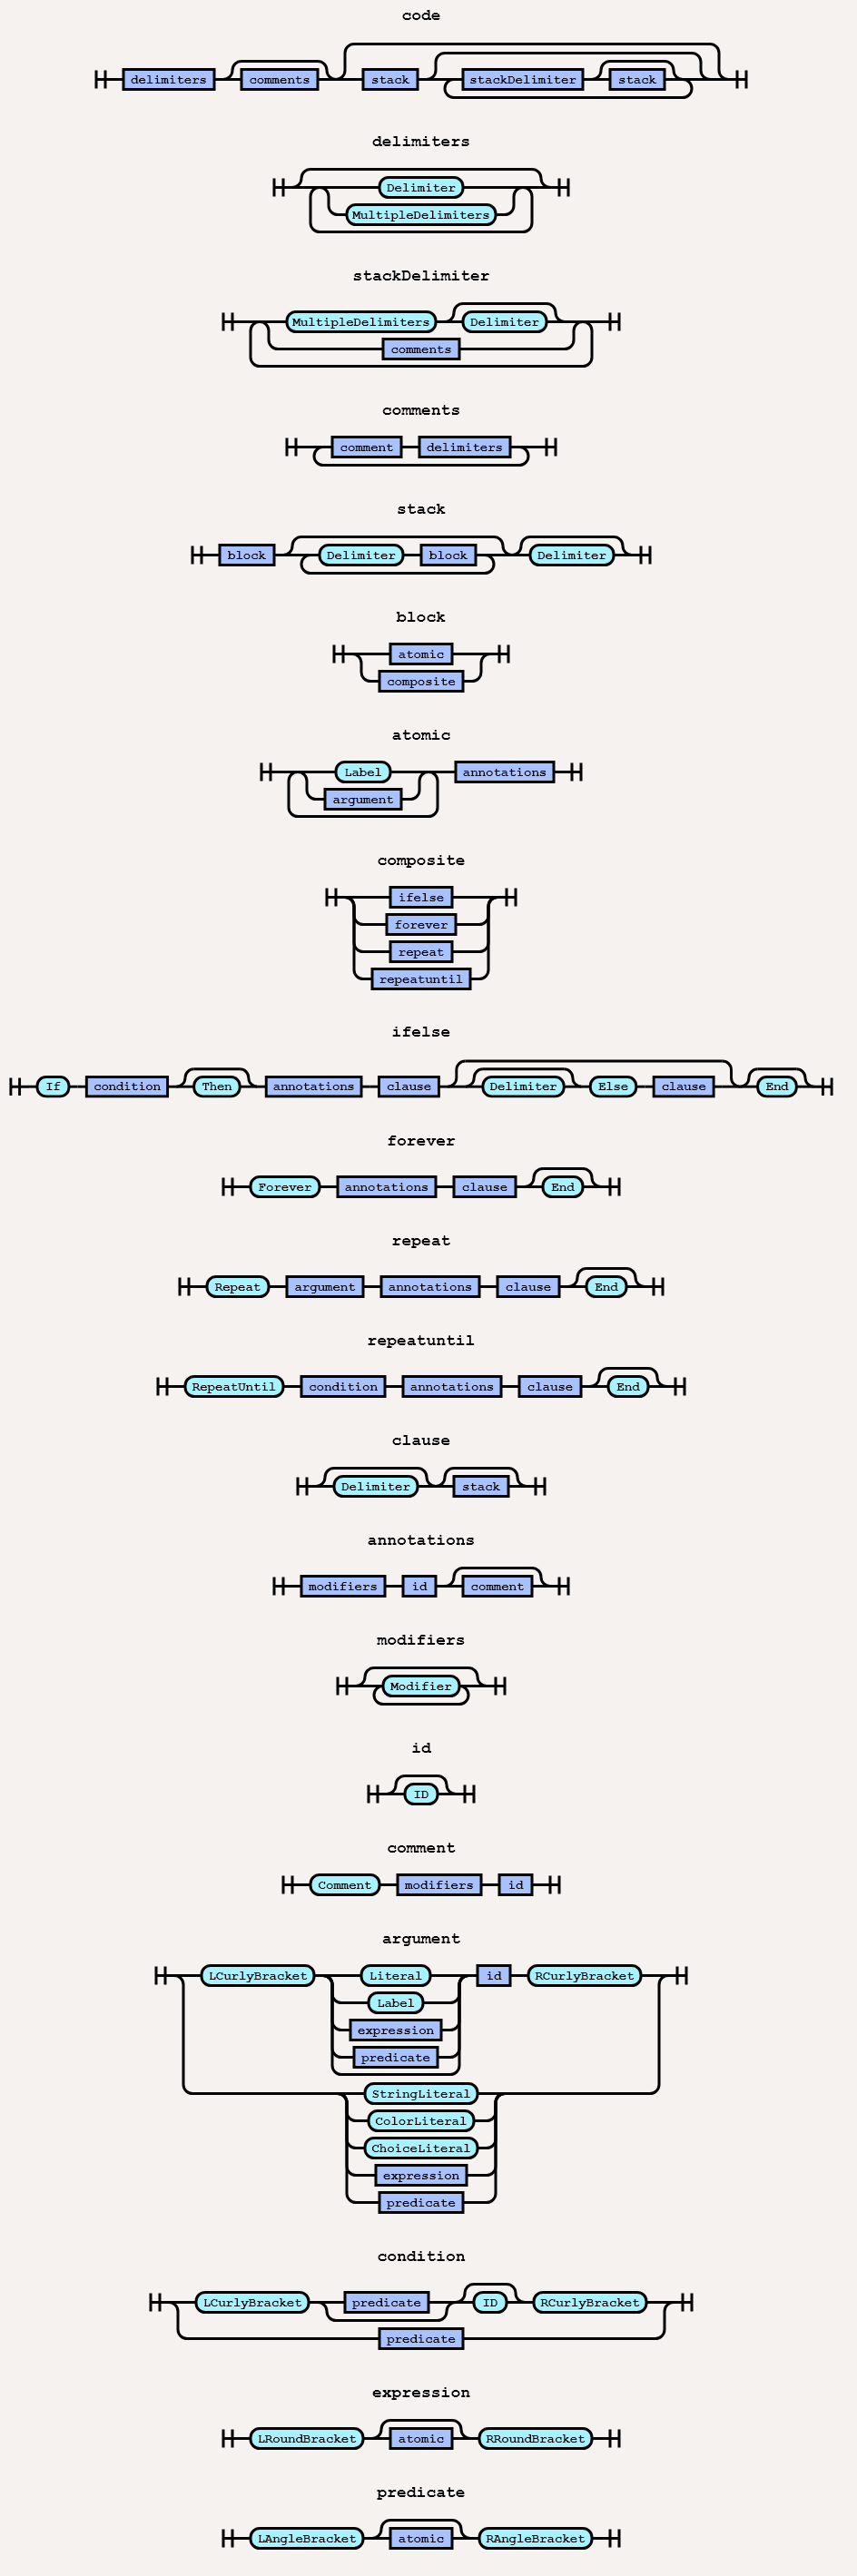 code
delimiters comments stack stackDelimiter stack
delimiters
Delimiter
MultipleDelimiters
stackDelimiter
MultipleDelimiters Delimiter
comments
comments
comment delimiters
stack
block Delimiter block Delimiter
block
atomic
composite
atomic
Label annotations
argument
composite
ifelse
forever
repeat
repeatuntil
ifelse
If condition Then annotations clause Delimiter Else clause End
forever
Forever annotations clause End
repeat
Repeat argument annotations clause End
repeatuntil
RepeatUntil condition annotations clause End
clause
Delimiter stack
annotations
modifiers id comment
modifiers
Modifier
id
ID
comment
Comment modifiers id
argument
LCurlyBracket Literal id RCurlyBracket
Label
expression
predicate
StringLiteral
ColorLiteral
ChoiceLiteral
expression
predicate
condition
LCurlyBracket predicate ID RCurlyBracket
predicate
expression
LRoundBracket atomic RRoundBracket
predicate
LAngleBracket atomic RAngleBracket